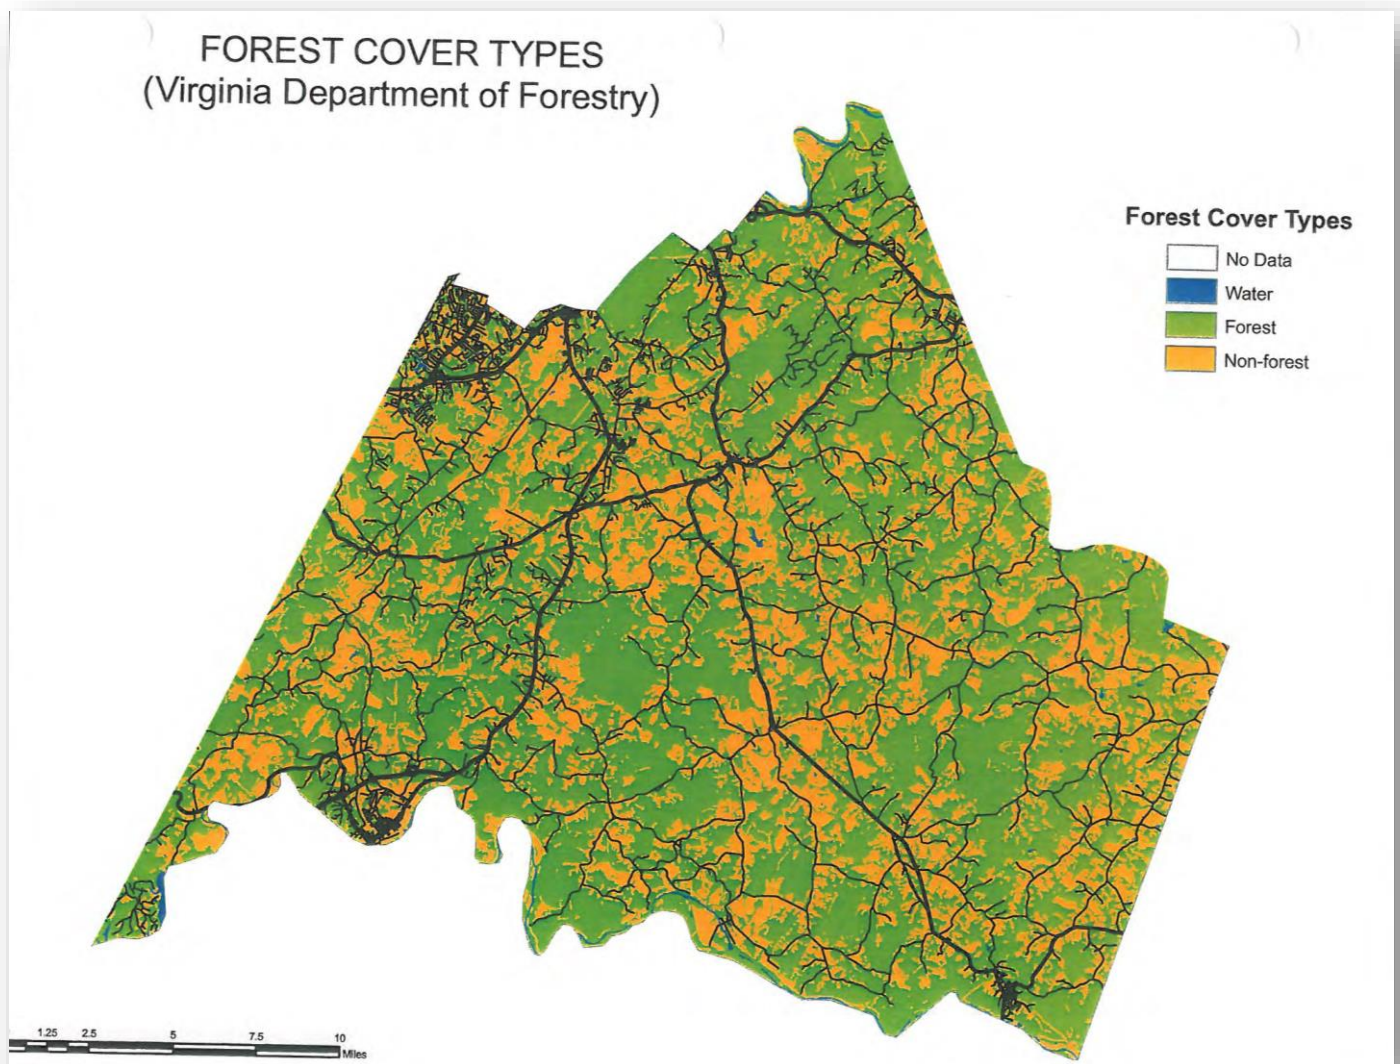 FOREST COVER TYPES
(Virginia Department of Forestry)
Forest Cover Types
No Data
Water
Forest
Non-forest
1.25 2.5 5 7.5 10
Miles